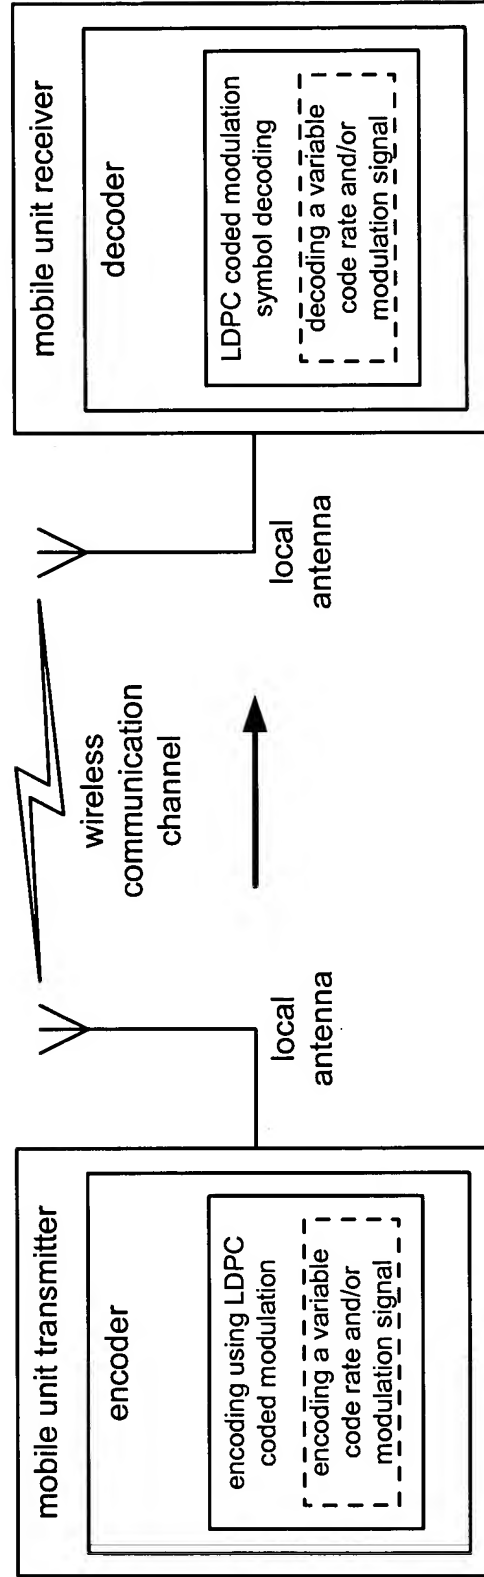 mobile unit transmitter
encoder
encoding using LDPC
coded modulation
encoding a variable
code rate and/or
modulation signal
local
antenna
wireless
communication
channel
local
antenna
mobile unit receiver
decoder
LDPC coded modulation
symbol decoding
decoding a variable
code rate and/or
modulation signal